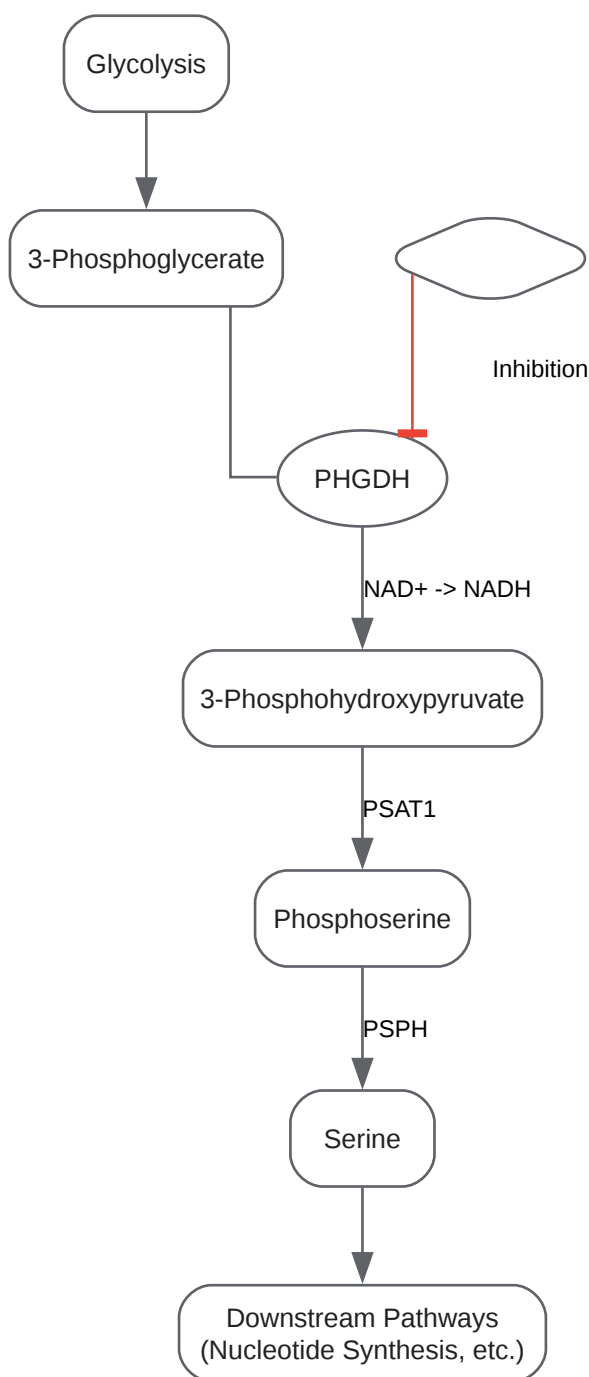 Glycolysis
3-Phosphoglycerate
Inhibition
PHGDH
NAD+ -> NADH
3-Phosphohydroxypyruvate
PSAT1
Phosphoserine
PSPH
Serine
Downstream Pathways
(Nucleotide Synthesis, etc.)